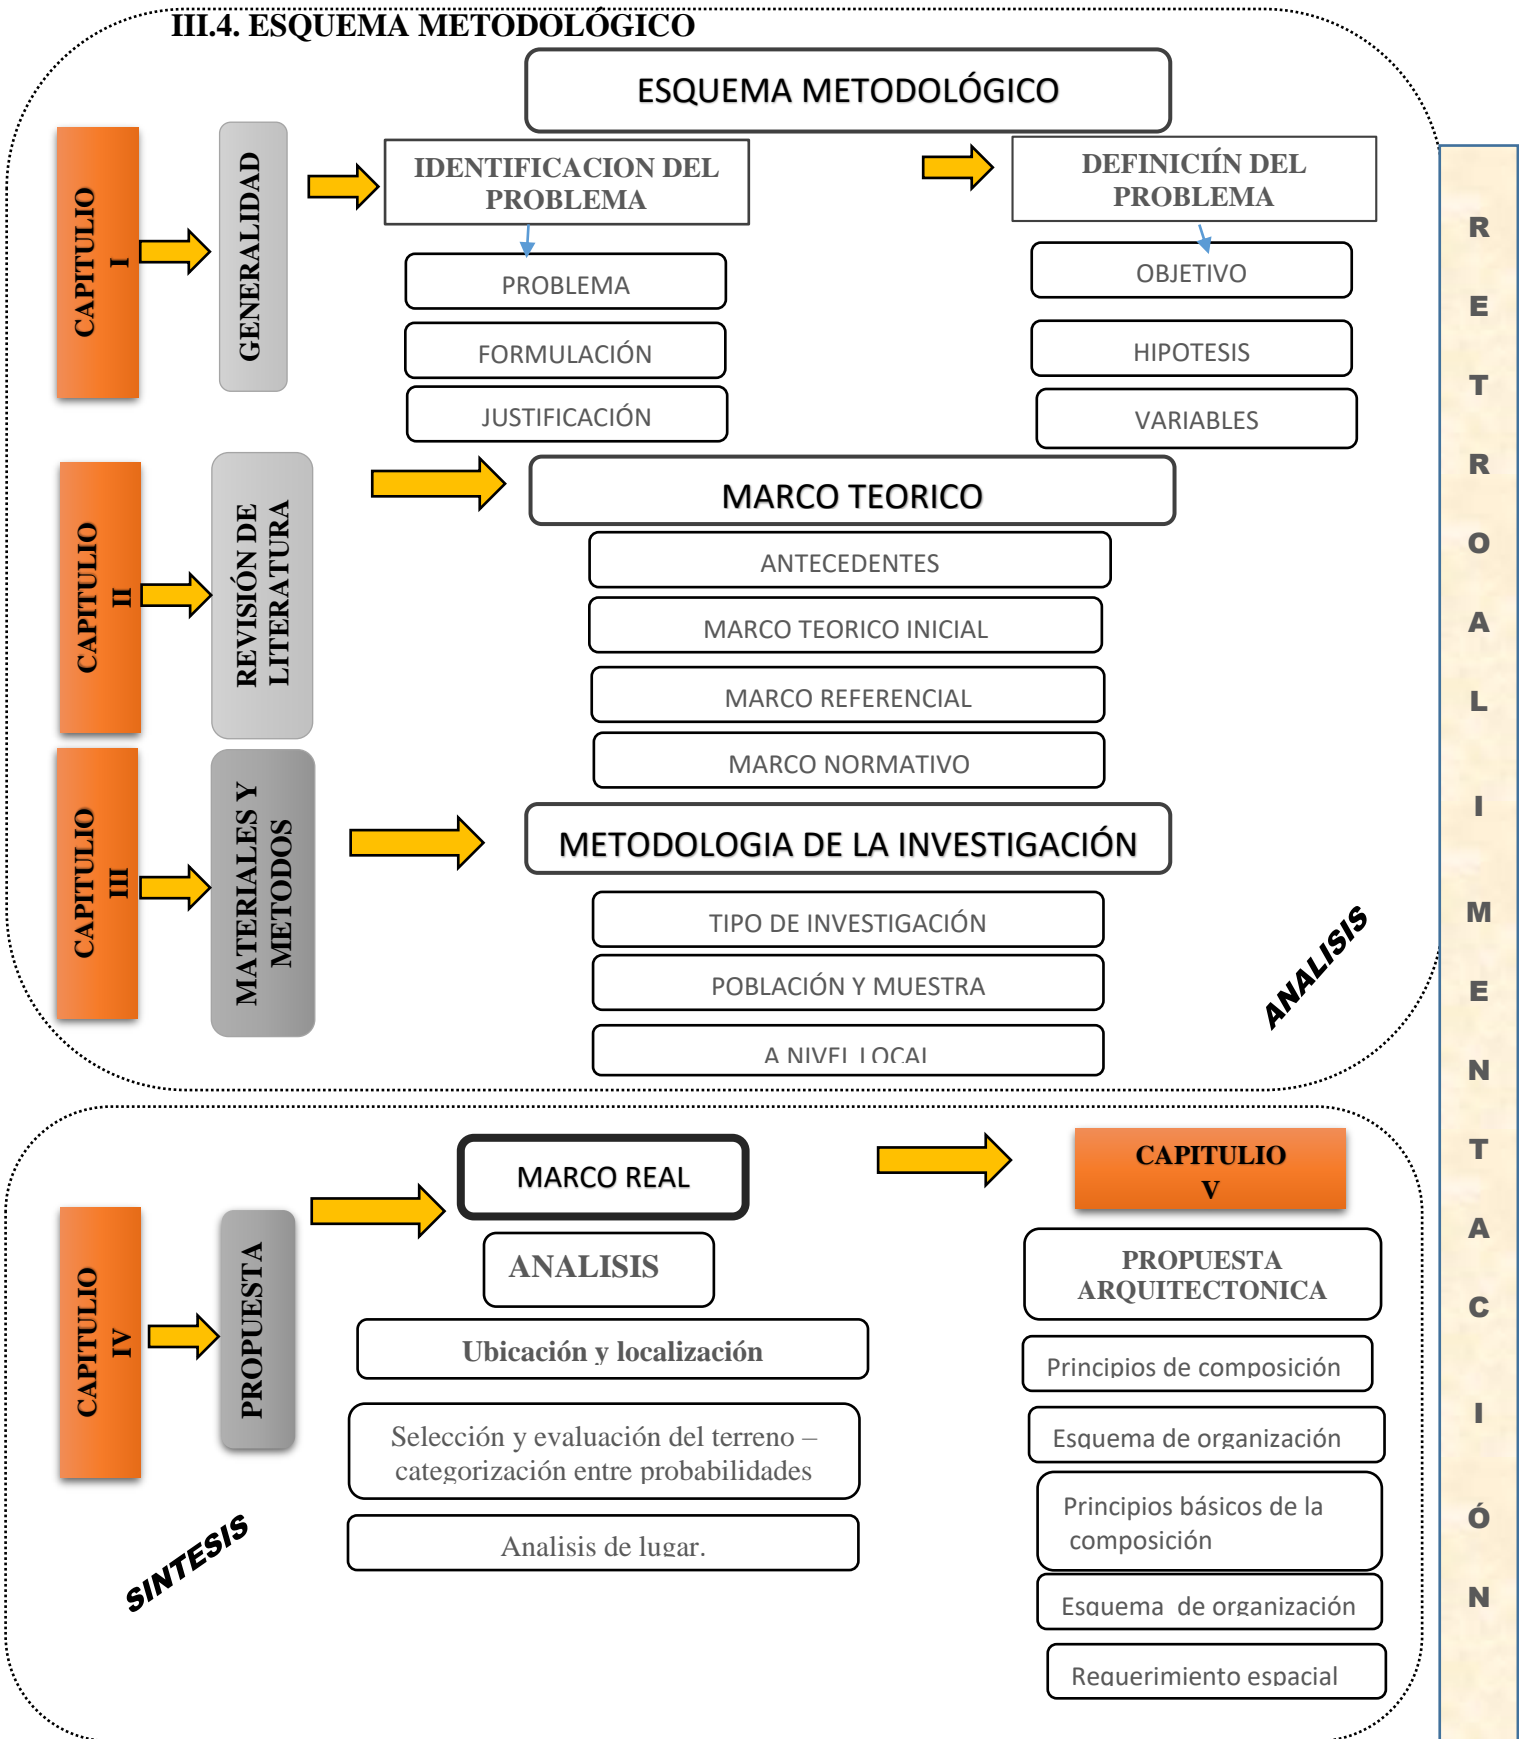 III.4. ESQUEMA METODOLÓGICO
ESQUEMA METODOLÓGICO
CAPITULIO
I
GENERALIDAD
IDENTIFICACION DEL
PROBLEMA
PROBLEMA
FORMULACIÓN
JUSTIFICACIÓN
DEFINICIÍN DEL
PROBLEMA
OBJETIVO
HIPOTESIS
VARIABLES
CAPITULIO
II
REVISIÓN DE
LITERATURA
MARCO TEORICO
ANTECEDENTES
MARCO TEORICO INICIAL
MARCO REFERENCIAL
MARCO NORMATIVO
CAPITULIO
III
MATERIALES Y
METODOS
METODOLOGIA DE LA INVESTIGACIÓN
TIPO DE INVESTIGACIÓN
POBLACIÓN Y MUESTRA
A NIVEL LOCAL
ANALISIS
CAPITULIO
IV
PROPUESTA
MARCO REAL
ANALISIS
Ubicación y localización
Selección y evaluación del terreno –
categorización entre probabilidades
Analisis de lugar.
SINTESIS
CAPITULIO
V
PROPUESTA
ARQUITECTONICA
Principios de composición
Esquema de organización
Principios básicos de la
composición
Esquema  de organización
Requerimiento espacial
R
E
T
R
O
A
L
I
M
E
N
T
A
C
I
Ó
N